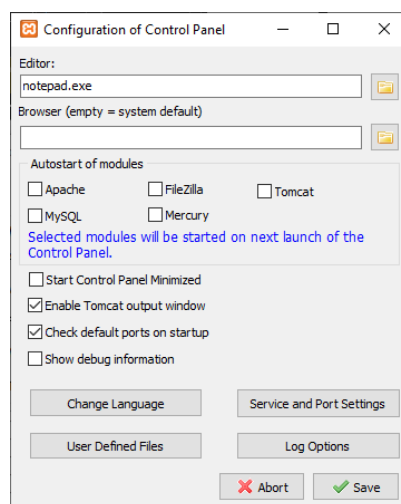 Configuration of Control Panel
Editor:
notepad.exe
Browser (empty = system default)
Autostart of modules
Apache FileZilla Tomcat
MySQL Mercury
Selected modules will be started on next launch of the
Control Panel.
Start Control Panel Minimized
Enable Tomcat output window
Check default ports on startup
Show debug information
Change Language Service and Port Settings
User Defined Files Log Options
Abort Save